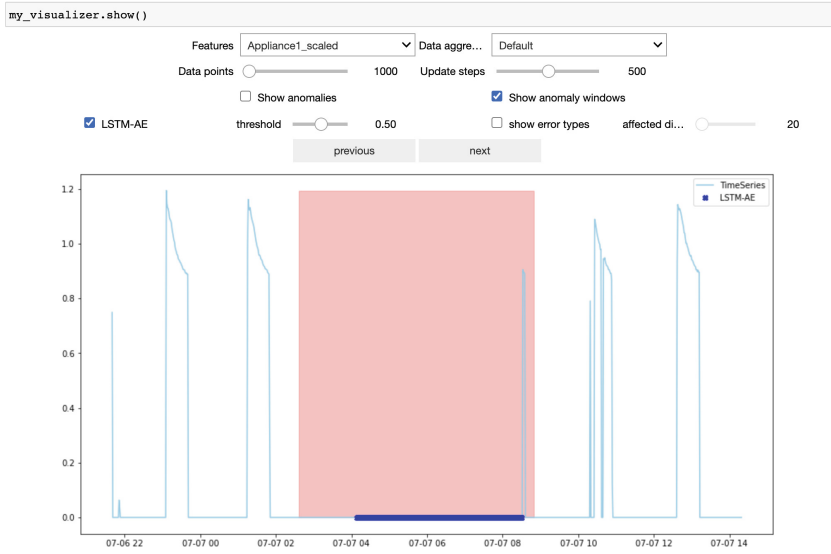 my_visualizer.show()
Features Appliance1_scaled Data aggre... Default
Data points 1000 Update steps 500
Show anomalies Show anomaly windows
LSTM-AE threshold 0.50 show error types affected di... 20
previous next
TimeSeries
LSTM-AE
1.2
1.0
0.8
0.6
0.4
0.2
0.0
07-06 22 07-07 00 07-07 02 07-07 04 07-07 06 07-07 08 07-07 10 07-07 12 07-07 14